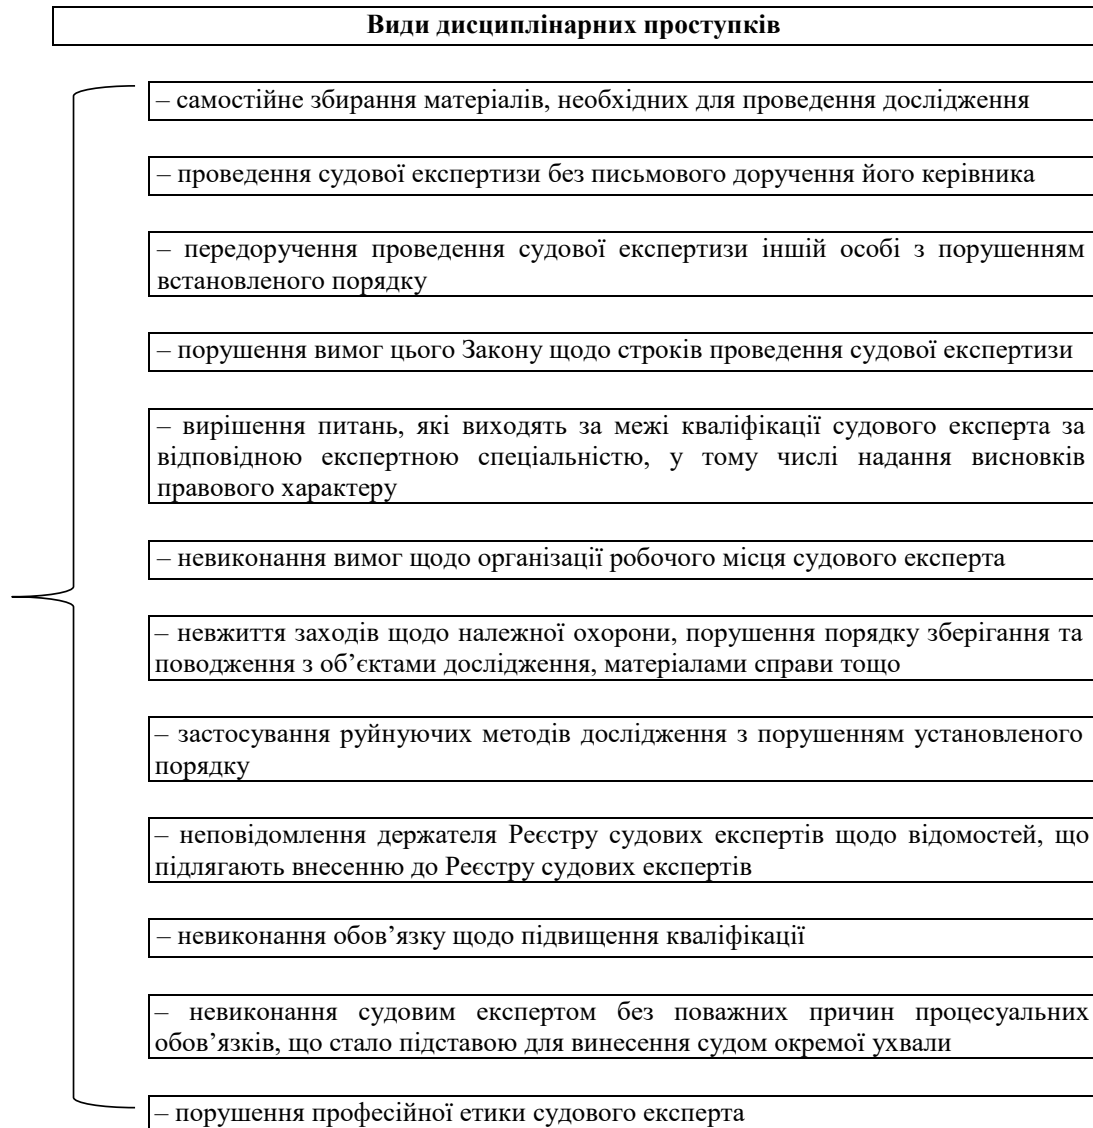 Види дисциплінарних проступків
– самостійне збирання матеріалів, необхідних для проведення дослідження
– проведення судової експертизи без письмового доручення його керівника
– передоручення проведення судової експертизи іншій особі з порушенням
встановленого порядку
– порушення вимог цього Закону щодо строків проведення судової експертизи
– вирішення питань, які виходять за межі кваліфікації судового експерта за
відповідною експертною спеціальністю, у тому числі надання висновків
правового характеру
– невиконання вимог щодо організації робочого місця судового експерта
– невжиття заходів щодо належної охорони, порушення порядку зберігання та
поводження з об’єктами дослідження, матеріалами справи тощо
– застосування руйнуючих методів дослідження з порушенням установленого
порядку
– неповідомлення держателя Реєстру судових експертів щодо відомостей, що
підлягають внесенню до Реєстру судових експертів
– невиконання обов’язку щодо підвищення кваліфікації
– невиконання судовим експертом без поважних причин процесуальних
обов’язків, що стало підставою для винесення судом окремої ухвали
– порушення професійної етики судового експерта